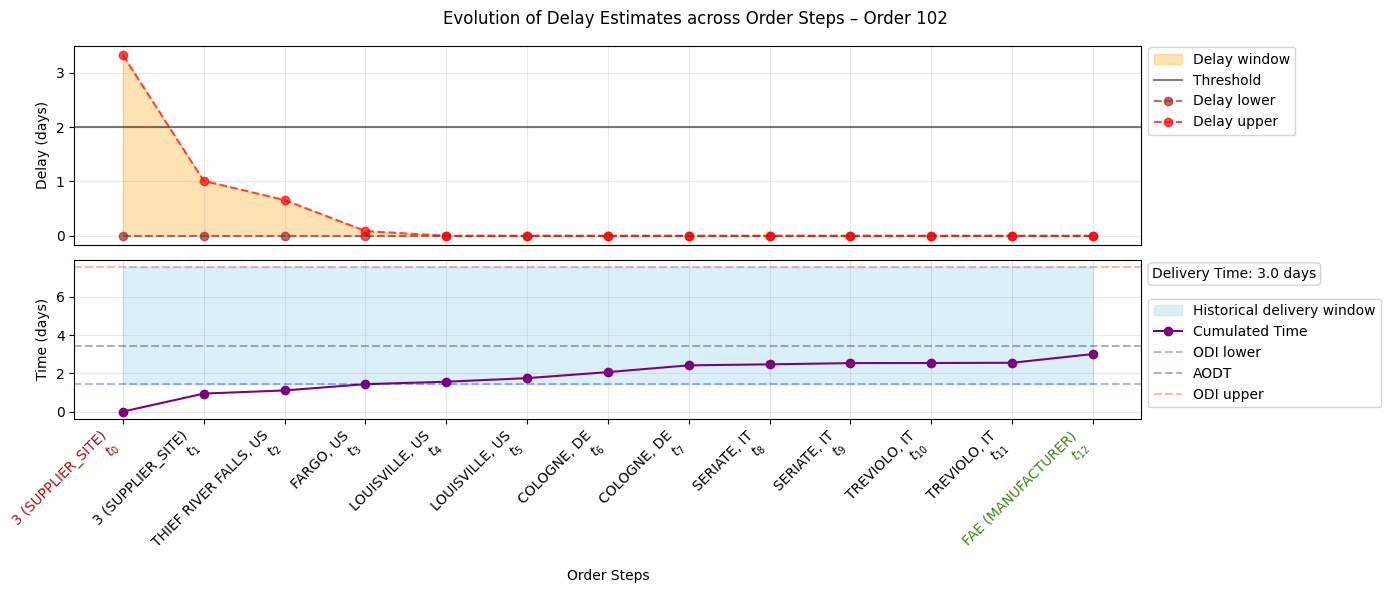 Evolution of Delay Estimates across Order Steps – Order 102
Delay (days)
3
2
1
0
Delay window
Threshold
Delay lower
Delay upper
Time (days)
6
4
2
0
Delivery Time: 3.0 days
Historical delivery window
Cumulated Time
ODI lower
AODT
ODI upper
3 (SUPPLIER_SITE)
t0
3 (SUPPLIER_SITE)
t1
THIEF RIVER FALLS, US
t2
FARGO, US
t3
LOUISVILLE, US
t4
LOUISVILLE, US
t5
COLOGNE, DE
t6
COLOGNE, DE
t7
SERIATE, IT
t8
SERIATE, IT
t9
TREVIOLO, IT
t10
TREVIOLO, IT
t11
FAE (MANUFACTURER)
t12
Order Steps